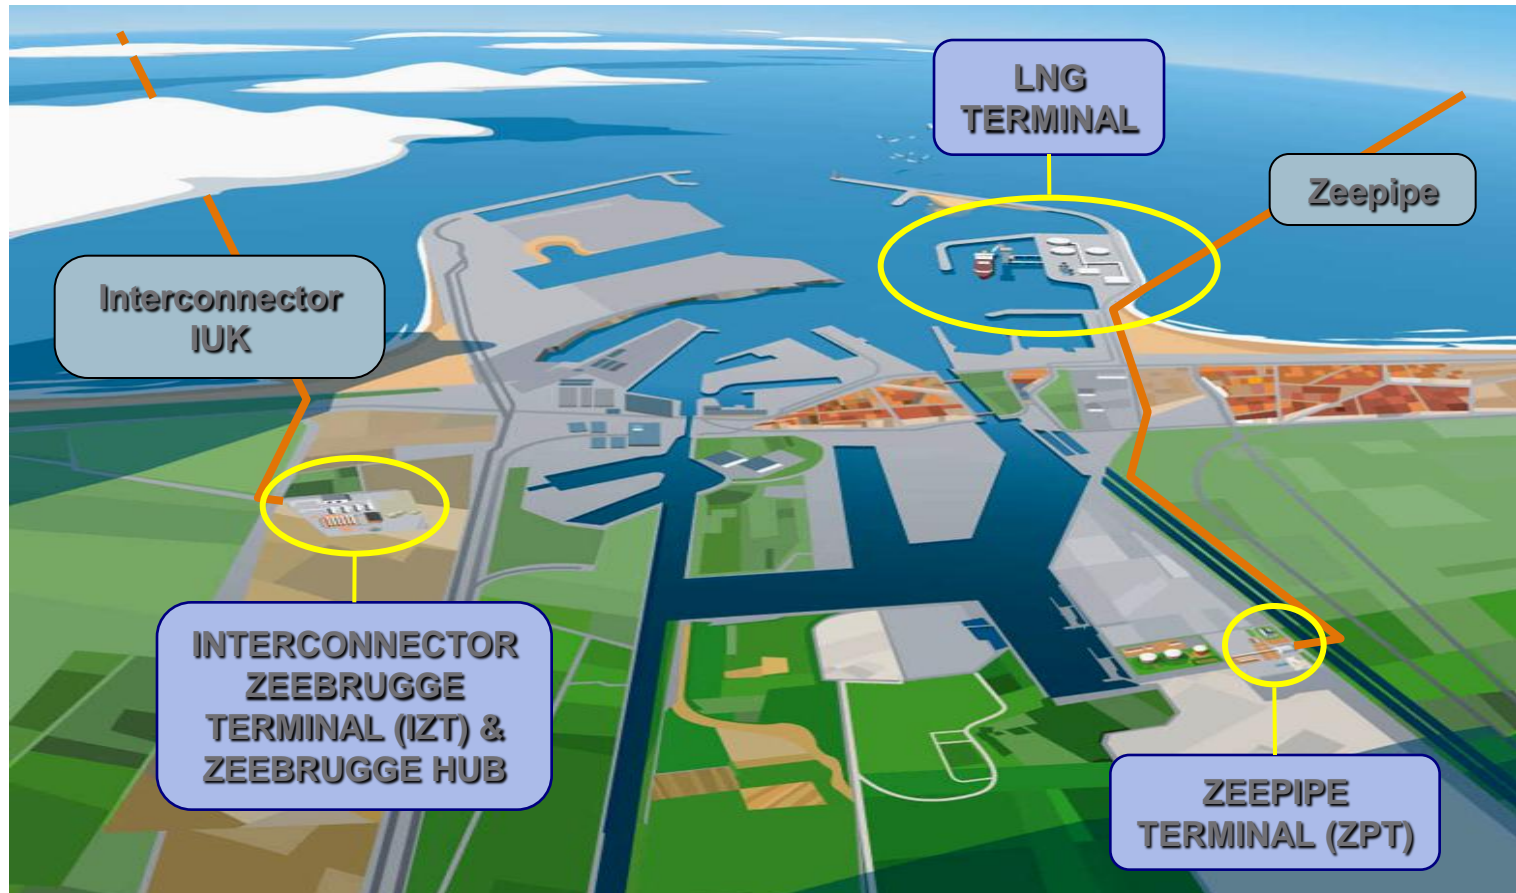 LNG
TERMINAL
Zeepipe
Interconnector
IUK
INTERCONNECTOR
ZEEBRUGGE
TERMINAL (IZT) &
ZEEBRUGGE HUB
ZEEPIPE
TERMINAL (ZPT)